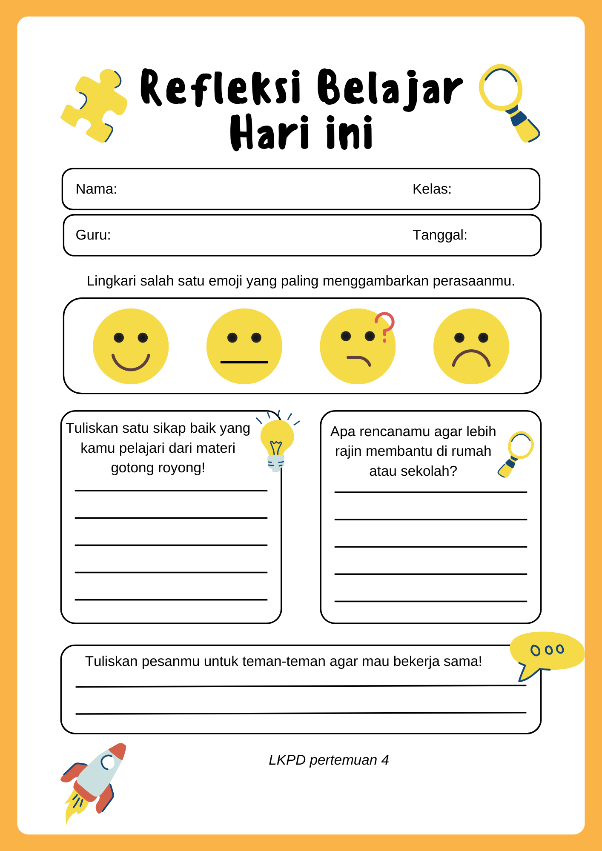 Refleksi Belajar
Hari ini
Nama:
Kelas:
Guru:
Tanggal:
Lingkari salah satu emoji yang paling menggambarkan perasaanmu.
?
Tuliskan satu sikap baik yang
kamu pelajari dari materi
gotong royong!
Apa rencanamu agar lebih
rajin membantu di rumah
atau sekolah?
Tuliskan pesanmu untuk teman-teman agar mau bekerja sama!
LKPD pertemuan 4